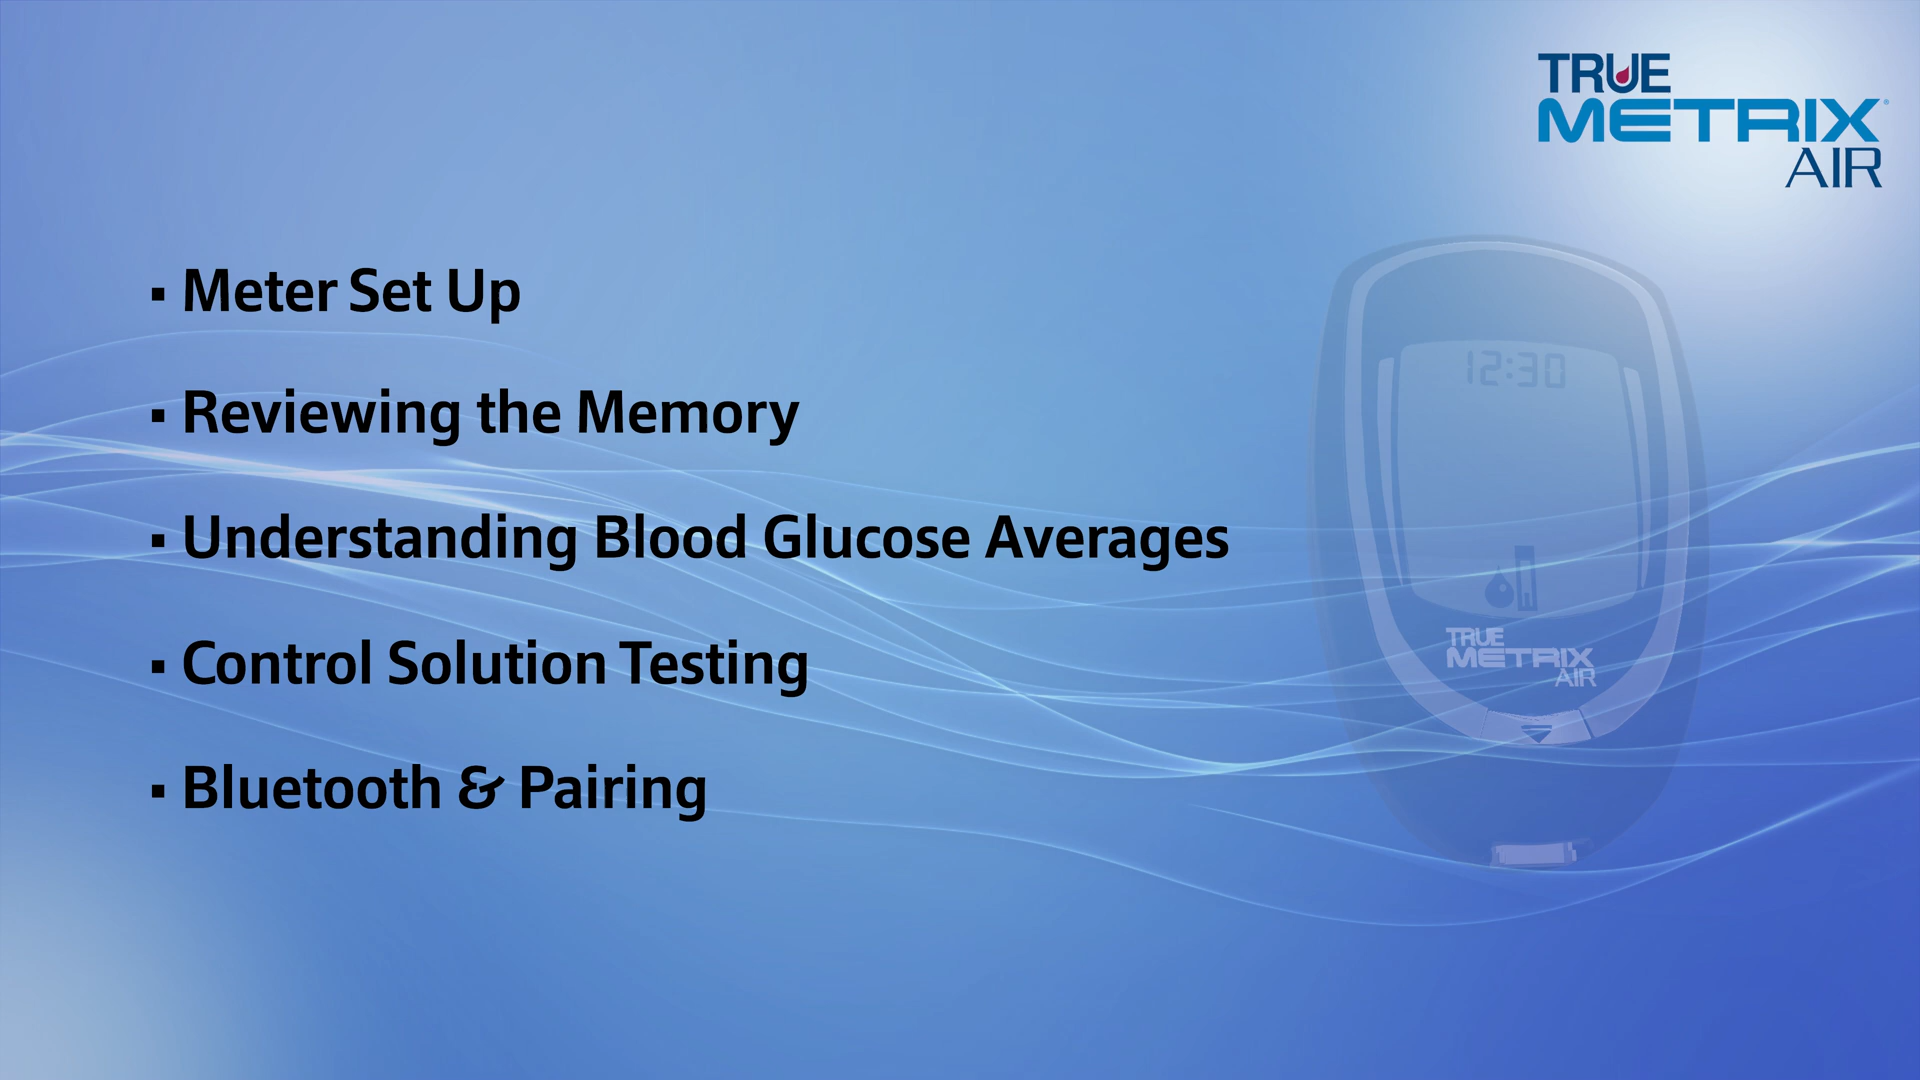 TRUE
METRIX®
AIR
▪ Meter Set Up
▪ Reviewing the Memory
▪ Understanding Blood Glucose Averages
▪ Control Solution Testing
▪ Bluetooth & Pairing
12:30
TRUE
METRIX
AIR